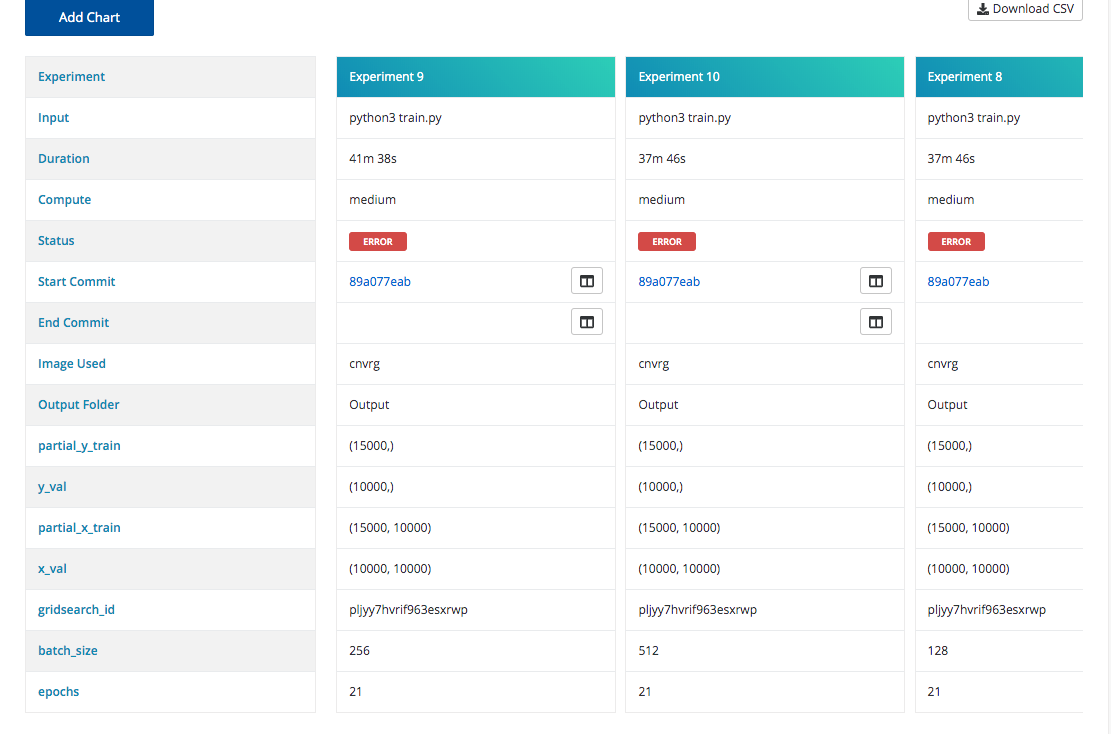 Add Chart
Download CSV
Experiment Experiment 9 Experiment 10 Experiment 8
Input python3 train.py python3 train.py python3 train.py
Duration 41m 38s 37m 46s 37m 46s
Compute medium medium medium
Status ERROR ERROR ERROR
Start Commit 89a077eab 89a077eab 89a077eab
End Commit
Image Used cnvrg cnvrg cnvrg
Output Folder Output Output Output
partial_y_train (15000,) (15000,) (15000,)
y_val (10000,) (10000,) (10000,)
partial_x_train (15000, 10000) (15000, 10000) (15000, 10000)
x_val (10000, 10000) (10000, 10000) (10000, 10000)
gridsearch_id pljyy7hvrif963esxrwp pljyy7hvrif963esxrwp pljyy7hvrif963esxrwp
batch_size 256 512 128
epochs 21 21 21